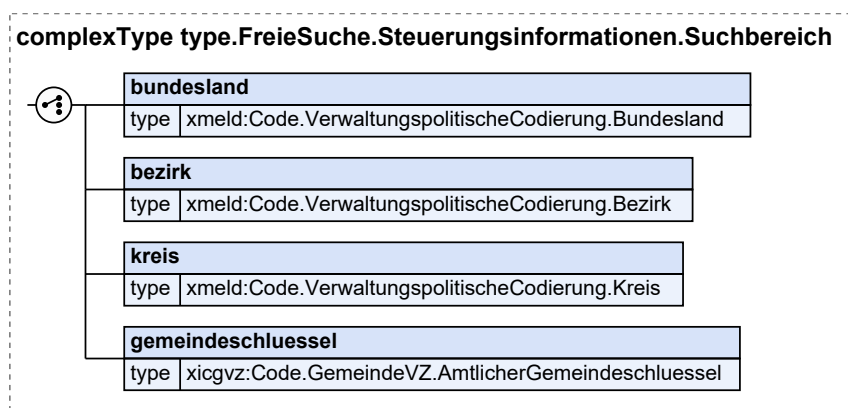 complexType type.FreieSuche.Steuerungsinformationen.Suchbereich
bundesland
type xmeld:Code.VerwaltungspolitischeCodierung.Bundesland
bezirk
type xmeld:Code.VerwaltungspolitischeCodierung.Bezirk
kreis
type xmeld:Code.VerwaltungspolitischeCodierung.Kreis
gemeindeschluessel
type xicgvz:Code.GemeindeVZ.AmtlicherGemeindeschluessel